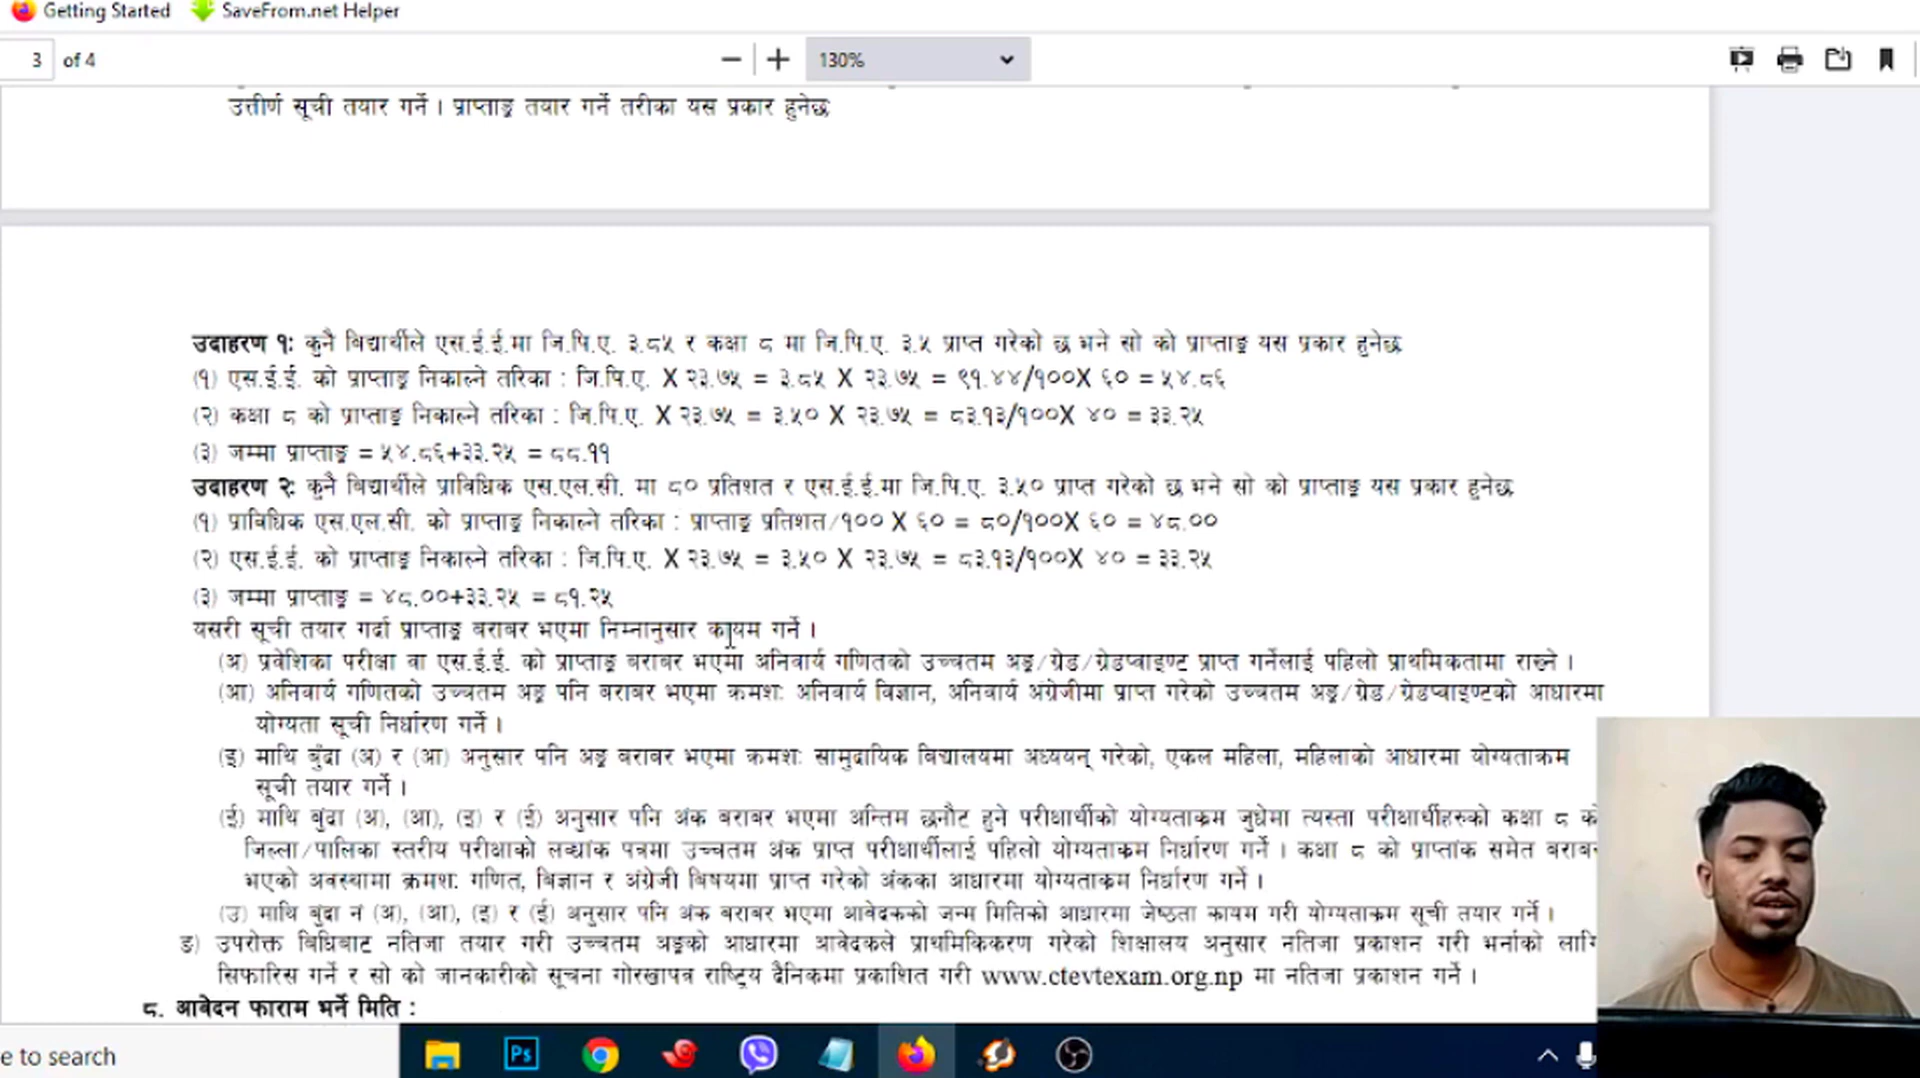 Getting Started SaveFrom.net Helper
3 of 4 130%
उत्तीर्ण सूची तयार गर्ने । प्राप्ताङ्क तयार गर्ने तरीका यस प्रकार हुनेछ
उदाहरण १: कुनै विद्यार्थीले एस.ई.ई.मा जि.पि.ए. ३.८५ र कक्षा ८ मा जि.पि.ए. ३.५ प्राप्त गरेको छ भने सो को प्राप्ताङ्क यस प्रकार हुनेछ
(१) एस.ई.ई. को प्राप्ताङ्क निकाल्ने तरिका : जि.पि.ए. X २३.७५ = ३.८५ X २३.७५ = ९१.४४/१००X ६० = ५४.८६
(२) कक्षा ८ को प्राप्ताङ्क निकाल्ने तरिका : जि.पि.ए. X २३.७५ = ३.५० X २३.७५ = ८३.१३/१००X ४० = ३३.२५
(३) जम्मा प्राप्ताङ्क = ५४.८६+३३.२५ = ८८.११
उदाहरण २: कुनै विद्यार्थीले प्राविधिक एस.एल.सी. मा ८० प्रतिशत र एस.ई.ई.मा जि.पि.ए. ३.५० प्राप्त गरेको छ भने सो को प्राप्ताङ्क यस प्रकार हुनेछ
(१) प्राविधिक एस.एल.सी. को प्राप्ताङ्क निकाल्ने तरिका : प्राप्ताङ्क प्रतिशत/१०० X ६० = ८०/१००X ६० = ४८.००
(२) एस.ई.ई. को प्राप्ताङ्क निकाल्ने तरिका : जि.पि.ए. X २३.७५ = ३.५० X २३.७५ = ८३.१३/१००X ४० = ३३.२५
(३) जम्मा प्राप्ताङ्क = ४८.००+३३.२५ = ८१.२५
यसरी सूची तयार गर्दा प्राप्ताङ्क बराबर भएमा निम्नानुसार कायम गर्ने ।
(अ) प्रवेशिका परीक्षा वा एस.ई.ई. को प्राप्ताङ्क बराबर भएमा अनिवार्य गणितको उच्चतम अङ्क/ग्रेड/ग्रेडप्वाइण्ट प्राप्त गर्नेलाई पहिलो प्राथमिकतामा राख्ने ।
(आ) अनिवार्य गणितको उच्चतम अङ्क पनि बराबर भएमा क्रमशः अनिवार्य विज्ञान, अनिवार्य अंग्रेजीमा प्राप्त गरेको उच्चतम अङ्क/ग्रेड/ग्रेडप्वाइण्टको आधारमा
योग्यता सूची निर्धारण गर्ने ।
(इ) माथि बुँदा (अ) र (आ) अनुसार पनि अङ्क बराबर भएमा क्रमशः सामुदायिक विद्यालयमा अध्ययन् गरेको, एकल महिला, महिलाको आधारमा योग्यताक्रम
सूची तयार गर्ने ।
(ई) माथि बुंदा (अ), (आ), (इ) र (ई) अनुसार पनि अंक बराबर भएमा अन्तिम छनौट हुने परीक्षार्थीको योग्यताक्रम जुधेमा त्यस्ता परीक्षार्थीहरुको कक्षा ८ को
जिल्ला/पालिका स्तरीय परीक्षाको लब्धांक पत्रमा उच्चतम अंक प्राप्त परीक्षार्थीलाई पहिलो योग्यताक्रम निर्धारण गर्ने । कक्षा ८ को प्राप्तांक समेत बराबर
भएको अवस्थामा क्रमशः गणित, विज्ञान र अंग्रेजी विषयमा प्राप्त गरेको अंकका आधारमा योग्यताक्रम निर्धारण गर्ने ।
(उ) माथि बुंदा नं (अ), (आ), (इ) र (ई) अनुसार पनि अंक बराबर भएमा आवेदकको जन्म मितिको आधारमा जेष्ठता कायम गरी योग्यताक्रम सूची तयार गर्ने ।
ङ) उपरोक्त विधिबाट नतिजा तयार गरी उच्चतम अङ्कको आधारमा आवेदकले प्राथमिकिकरण गरेको शिक्षालय अनुसार नतिजा प्रकाशन गरी भर्नाको लागि
सिफारिस गर्ने र सो को जानकारीको सूचना गोरखापत्र राष्ट्रिय दैनिकमा प्रकाशित गरी www.ctevtexam.org.np मा नतिजा प्रकाशन गर्ने ।
८. आवेदन फाराम भर्ने मिति :
e to search Ps